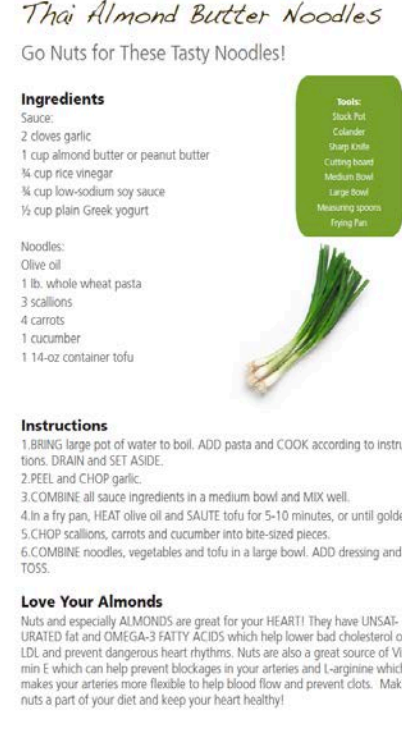 Thai Almond Butter Noodles
Go Nuts for These Tasty Noodles!
Ingredients
Sauce:
2 cloves garlic
1 cup almond butter or peanut butter
¾ cup rice vinegar
¾ cup low-sodium soy sauce
½ cup plain Greek yogurt
Noodles:
Olive oil
1 lb. whole wheat pasta
3 scallions
4 carrots
1 cucumber
1 14-oz container tofu
Tools:
Stock Pot
Colander
Sharp Knife
Cutting board
Medium Bowl
Large Bowl
Measuring spoons
Frying Pan
Instructions
1.BRING large pot of water to boil. ADD pasta and COOK according to instru
tions. DRAIN and SET ASIDE.
2.PEEL and CHOP garlic.
3.COMBINE all sauce ingredients in a medium bowl and MIX well.
4.In a fry pan, HEAT olive oil and SAUTE tofu for 5-10 minutes, or until golde
5.CHOP scallions, carrots and cucumber into bite-sized pieces.
6.COMBINE noodles, vegetables and tofu in a large bowl. ADD dressing and
TOSS.
Love Your Almonds
Nuts and especially ALMONDS are great for your HEART! They have UNSAT-
URATED fat and OMEGA-3 FATTY ACIDS which help lower bad cholesterol o
LDL and prevent dangerous heart rhythms. Nuts are also a great source of Vi
min E which can help prevent blockages in your arteries and L-arginine which
makes your arteries more flexible to help blood flow and prevent clots. Mak
nuts a part of your diet and keep your heart healthy!